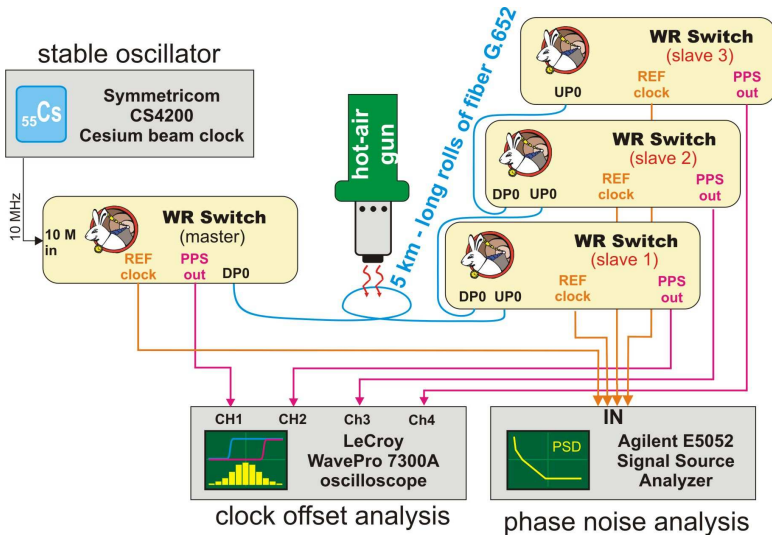 stable oscillator
55Cs
Symmetricom
CS4200
Cesium beam clock
10 MHz
10 M
in
WR Switch
(master)
REF
clock
PPS
out
DP0
hot-air
gun
5 km - long rolls of fiber G.652
WR Switch
(slave 3)
UP0
REF
clock
PPS
out
WR Switch
(slave 2)
DP0 UP0
REF
clock
PPS
out
WR Switch
(slave 1)
DP0 UP0
REF
clock
PPS
out
CH1 CH2 Ch3 Ch4
LeCroy
WavePro 7300A
oscilloscope
clock offset analysis
IN
PSD
Agilent E5052
Signal Source
Analyzer
phase noise analysis